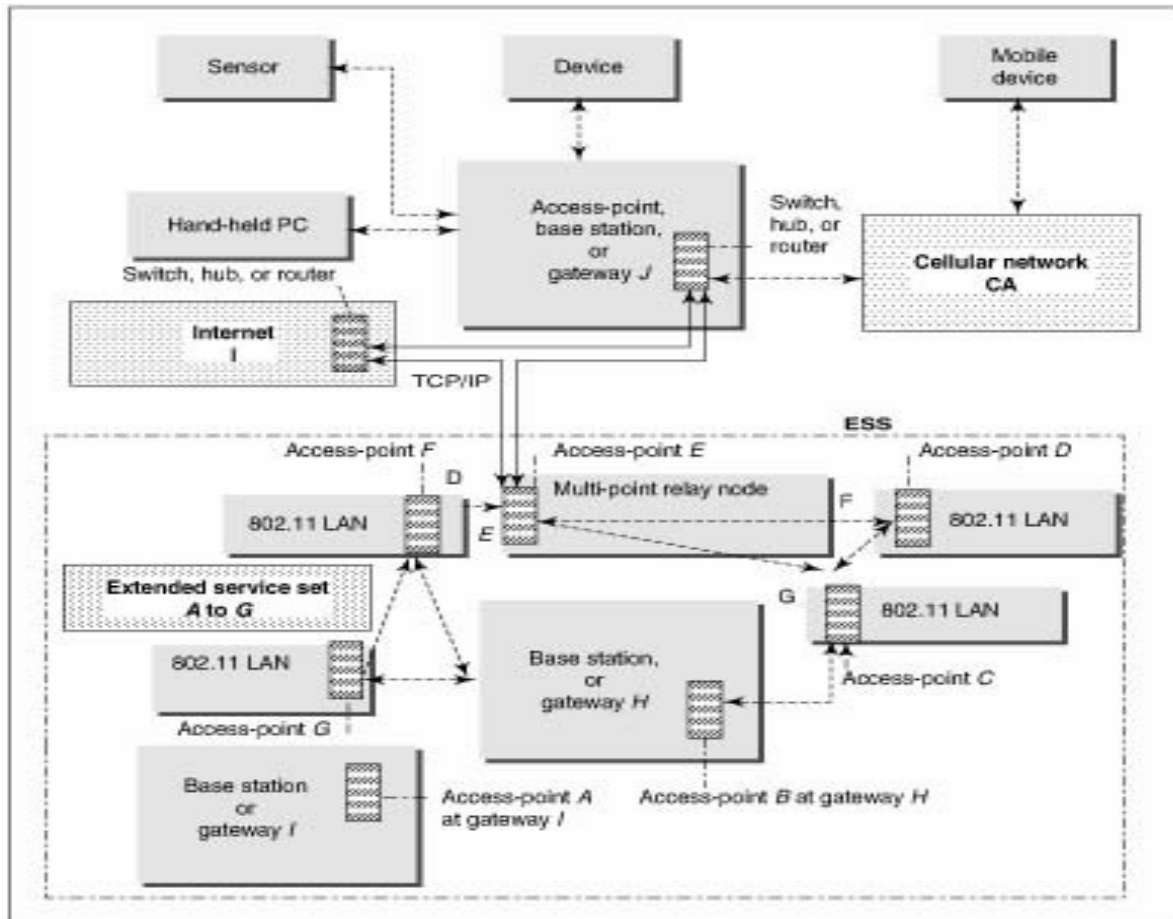 Sensor
Device
Mobile
device
Hand-held PC
Access-point,
base station,
or
gateway J
Switch,
hub, or
router
Cellular network
CA
Switch, hub, or router
Internet
I
TCP/IP
ESS
Access-point F
Access-point E
Access-point D
802.11 LAN
D
E
Multi-point relay node
F
802.11 LAN
Extended service set
A to G
G
802.11 LAN
802.11 LAN
Base station,
or
gateway H
Access-point C
Access-point G
Base station
or
gateway I
Access-point A
at gateway I
Access-point B at gateway H